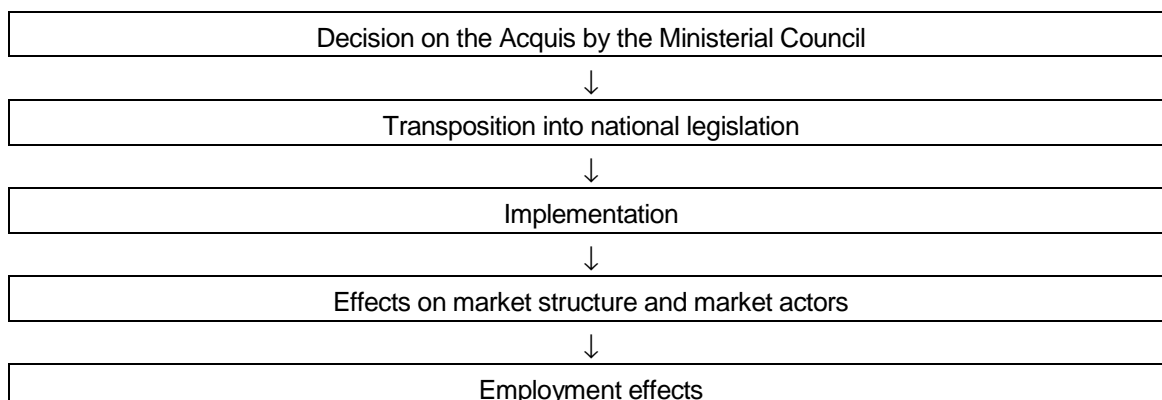 Decision on the Acquis by the Ministerial Council
↓
Transposition into national legislation
↓
Implementation
↓
Effects on market structure and market actors
↓
Employment effects